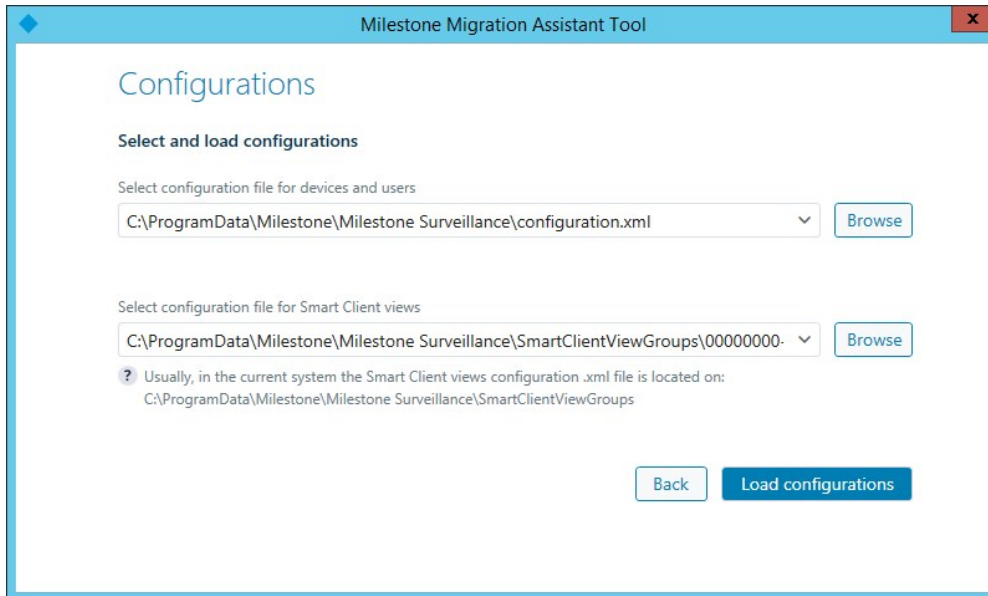 Milestone Migration Assistant Tool
x
Configurations
Select and load configurations
Select configuration file for devices and users
C:\ProgramData\Milestone\Milestone Surveillance\configuration.xml
Browse
Select configuration file for Smart Client views
C:\ProgramData\Milestone\Milestone Surveillance\SmartClientViewGroups\00000000-
Browse
? Usually, in the current system the Smart Client views configuration .xml file is located on:
C:\ProgramData\Milestone\Milestone Surveillance\SmartClientViewGroups
Back
Load configurations